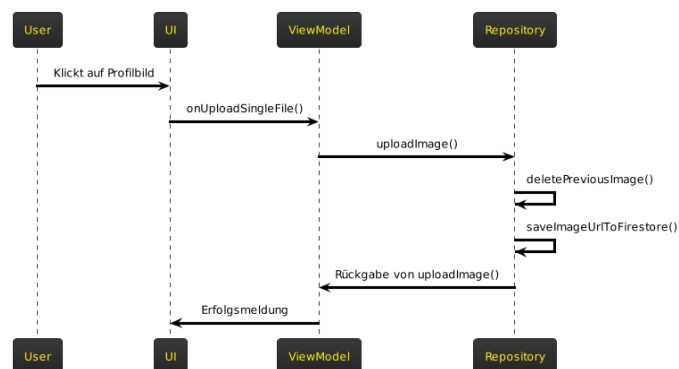 User UI ViewModel Repository
Klickt auf Profilbild
onUploadSingleFile()
uploadImage()
deletePreviousImage()
saveImageUrlToFirestore()
Rückgabe von uploadImage()
Erfolgsmeldung
User UI ViewModel Repository